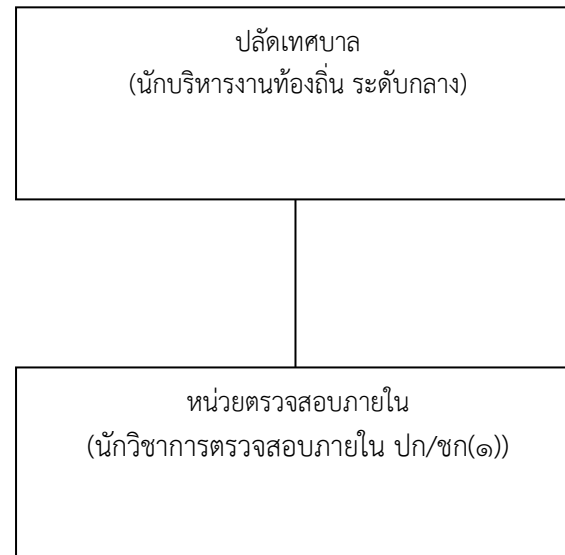 ปลัดเทศบาล
(นักบริหารงานท้องถิ่น ระดับกลาง)
หน่วยตรวจสอบภายใน
(นักวิชาการตรวจสอบภายใน ปก/ชก(๑))